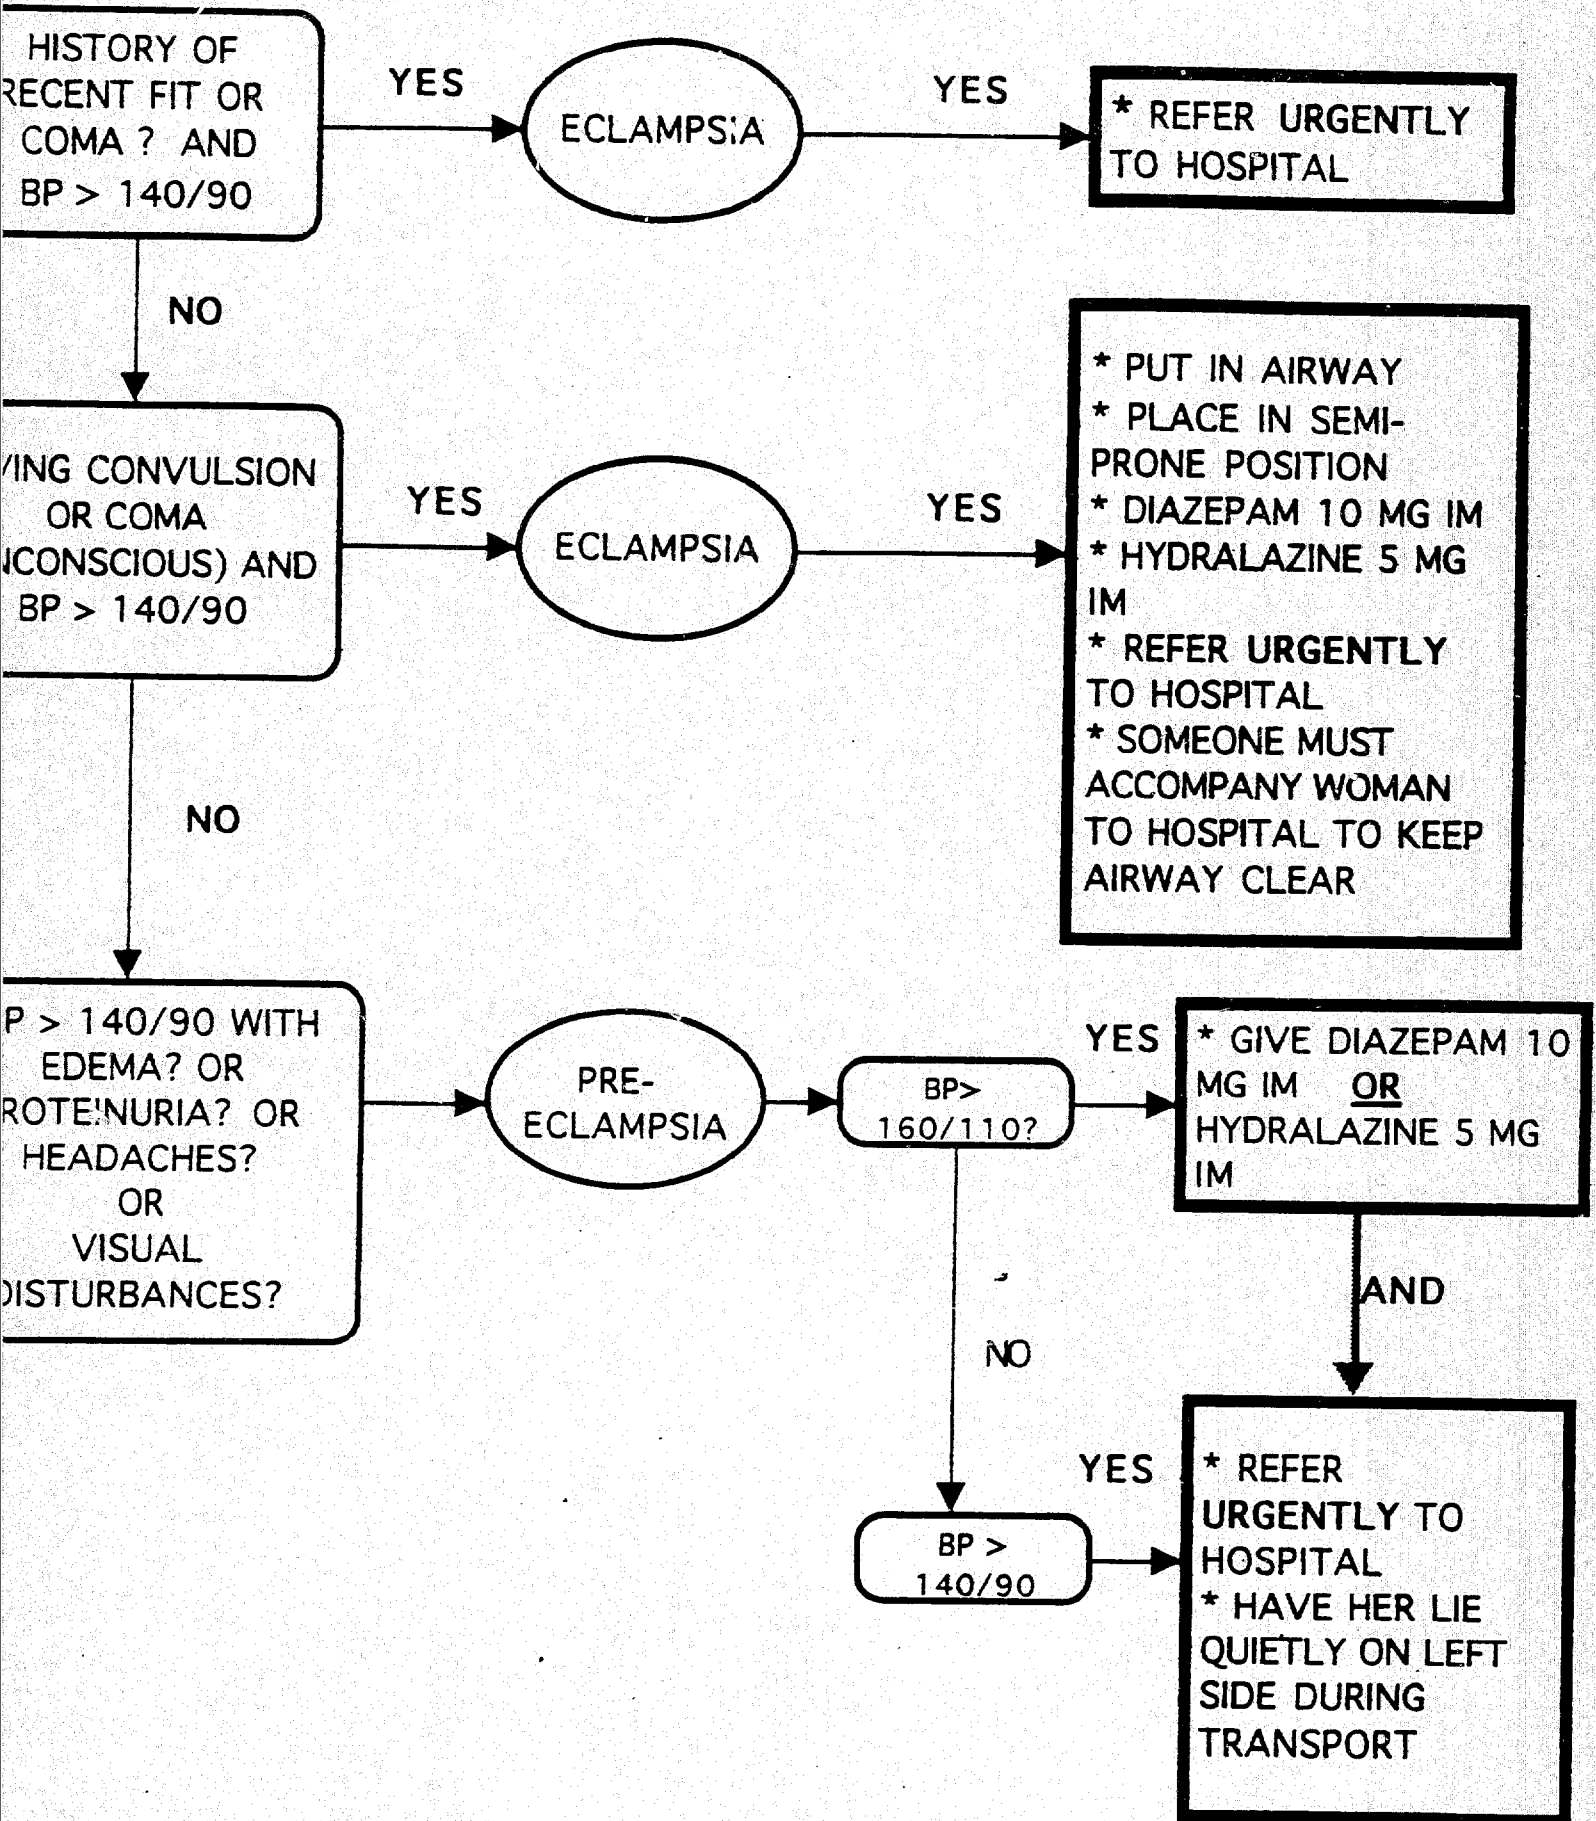 HISTORY OF
RECENT FIT OR
COMA ? AND
BP > 140/90
YES
ECLAMPSIA
YES
* REFER URGENTLY
TO HOSPITAL
NO
CONVULSION
OR COMA
AND
BP > 140/90
YES
ECLAMPSIA
YES
* PUT IN AIRWAY
* PLACE IN SEMI-
PRONE POSITION
* DIAZEPAM 10 MG IM
* HYDRALAZINE 5 MG
IM
* REFER URGENTLY
TO HOSPITAL
* SOMEONE MUST
ACCOMPANY WOMAN
TO HOSPITAL TO KEEP
AIRWAY CLEAR
NO
P > 140/90 WITH
EDEMA? OR
ROTEINURIA? OR
HEADACHES?
OR
VISUAL
DISTURBANCES?
PRE-
ECLAMPSIA
BP>
160/110?
YES
* GIVE DIAZEPAM 10
MG IM OR
HYDRALAZINE 5 MG
IM
AND
NO
BP >
140/90
YES
* REFER
URGENTLY TO
HOSPITAL
* HAVE HER LIE
QUIETLY ON LEFT
SIDE DURING
TRANSPORT